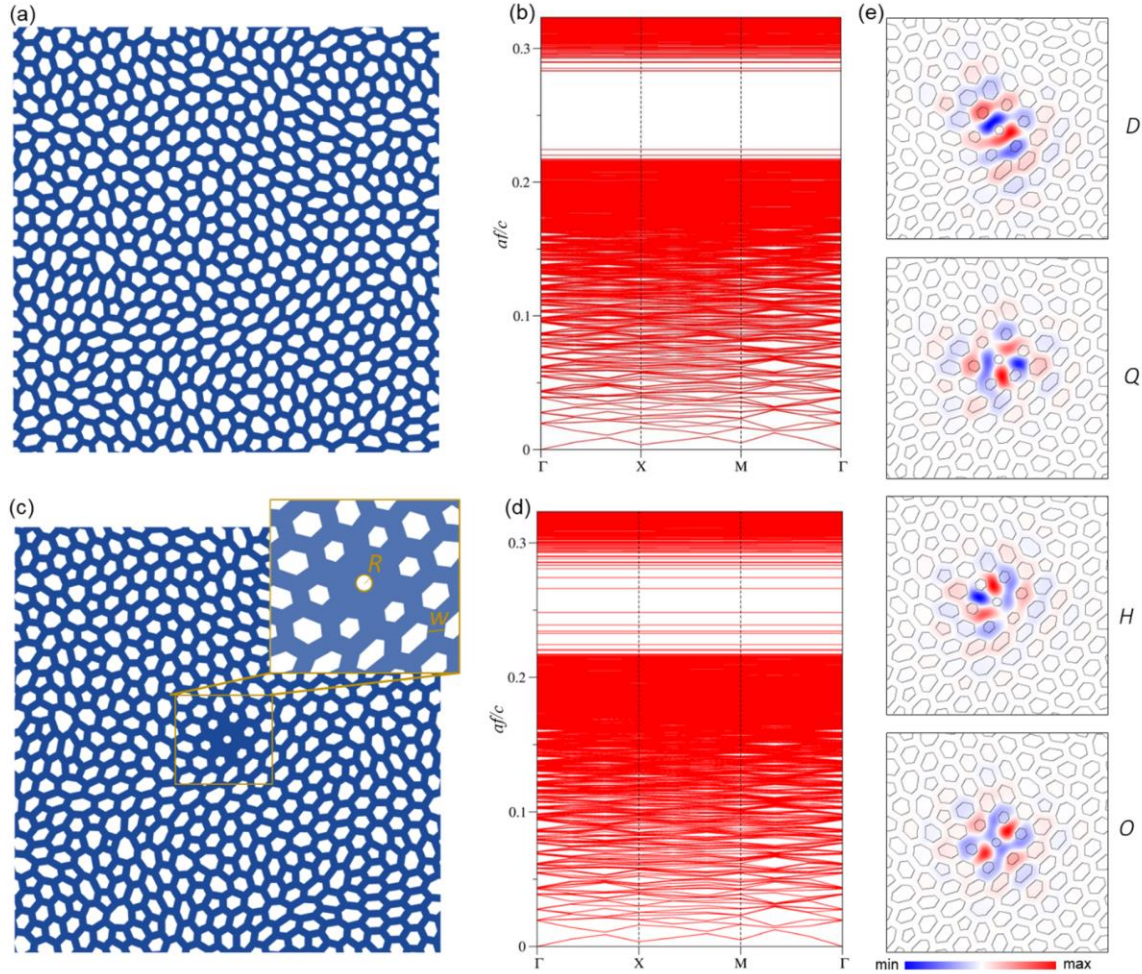 (a)
(b)
0.3
0.2
af/c
0.1
0
Γ X M Γ
(c)
R
w
(d)
0.3
af/c
0.2
0.1
0
Γ X M Γ
(e)
D
Q
H
O
min max